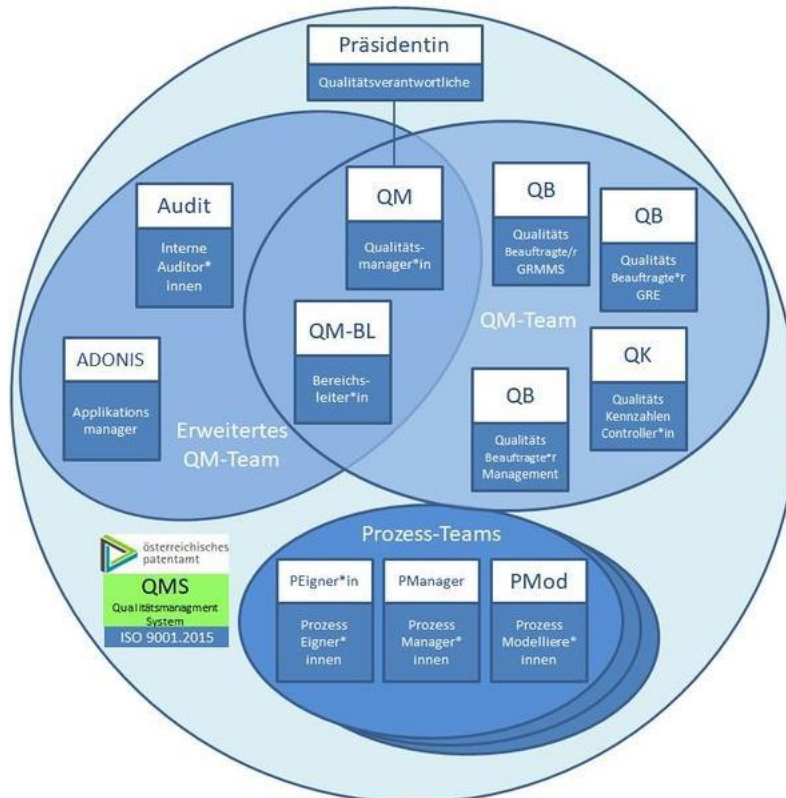 Präsidentin
Qualitätsverantwortliche
Audit
Interne
Auditor*
innen
QM
Qualitäts-
manager*in
QB
Qualitäts
Beauftragte/r
GRMMS
QB
Qualitäts
Beauftragte*r
GRE
QM-Team
ADONIS
Applikations
manager
QM-BL
Bereichs-
leiter*in
QB
Qualitäts
Beauftragte*r
Management
QK
Qualitäts
Kennzahlen
Controller*in
Erweitertes
QM-Team
Prozess-Teams
österreichisches
patentamt
QMS
Qualitätsmanagment
System
ISO 9001.2015
PEigner*in
Prozess
Eigner*
innen
PManager
Prozess
Manager*
innen
PMod
Prozess
Modelliere*
innen